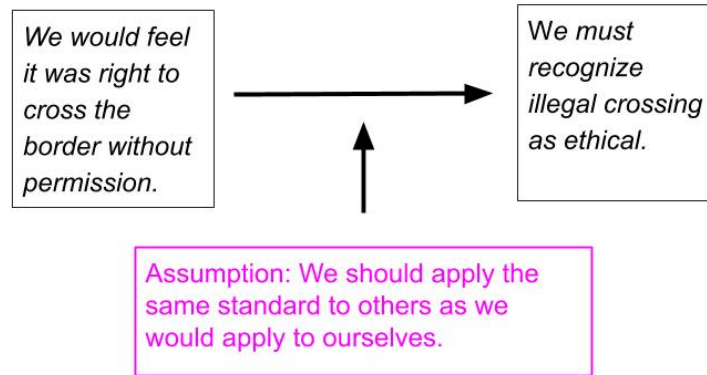 We would feel
it was right to
cross the
border without
permission.
We must
recognize
illegal crossing
as ethical.
Assumption: We should apply the
same standard to others as we
would apply to ourselves.